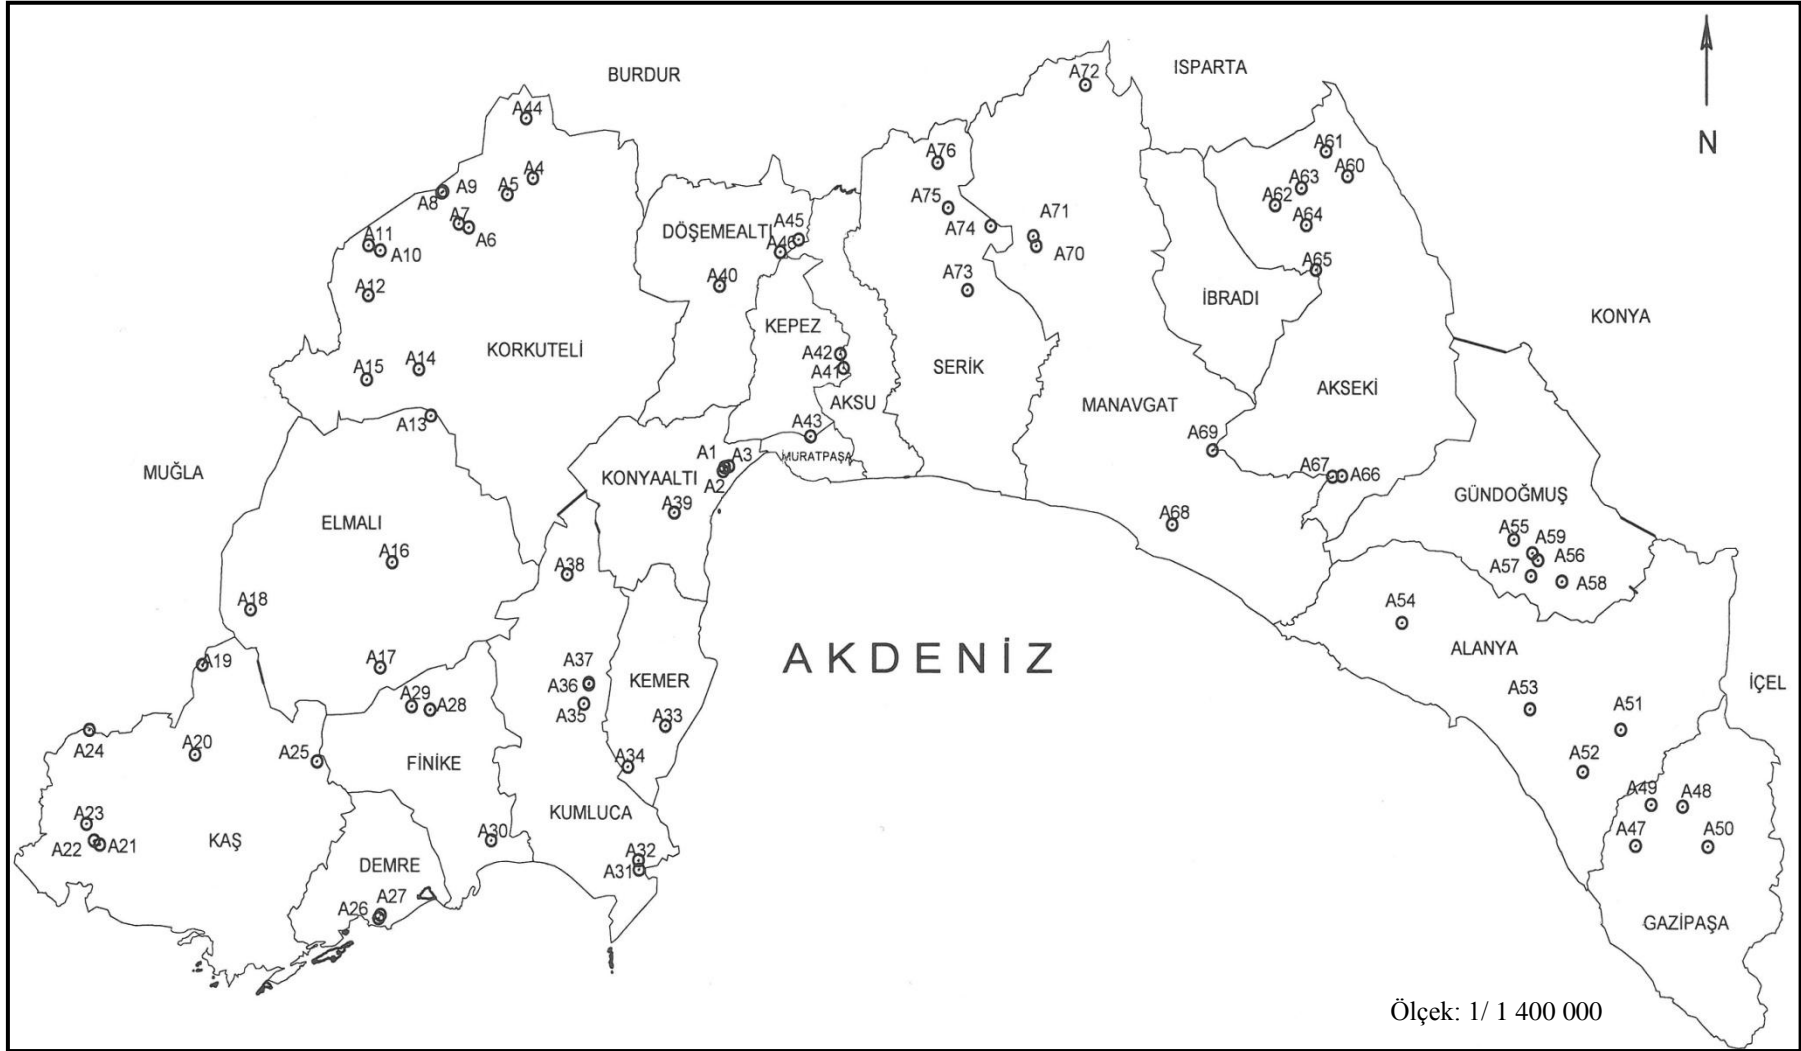 BURDUR
ISPARTA
N
A72
A44
A61
A76
A60
A4
A5
A63
A9
A8
A62
A75
A7
A64
A71
A45
A74
A6
DÖŞEMEALTI
A11
A46
A10
A70
A65
A40
A73
A12
İBRADI
KONYA
KEPEZ
KORKUTELİ
A42
A14
A15
A41
SERİK
AKSEKİ
AKSU
MANAVGAT
A13
A43
A69
A1
A3
MURATPAŞA
MUĞLA
KONYAALTI
A2
A67
A66
GÜNDOĞMUŞ
A39
A68
ELMALI
A55
A59
A16
A56
A57
A38
A58
A18
A54
ALANYA
AKDENİZ
A19
A17
A37
KEMER
İÇEL
A36
A29
A28
A53
A35
A33
A51
A24
A20
A25
FİNİKE
A34
A52
A49
A48
A23
KUMLUCA
A30
A47
A50
A22
A21
KAŞ
DEMRE
A32
A31
A27
A26
GAZİPAŞA
Ölçek: 1/ 1 400 000